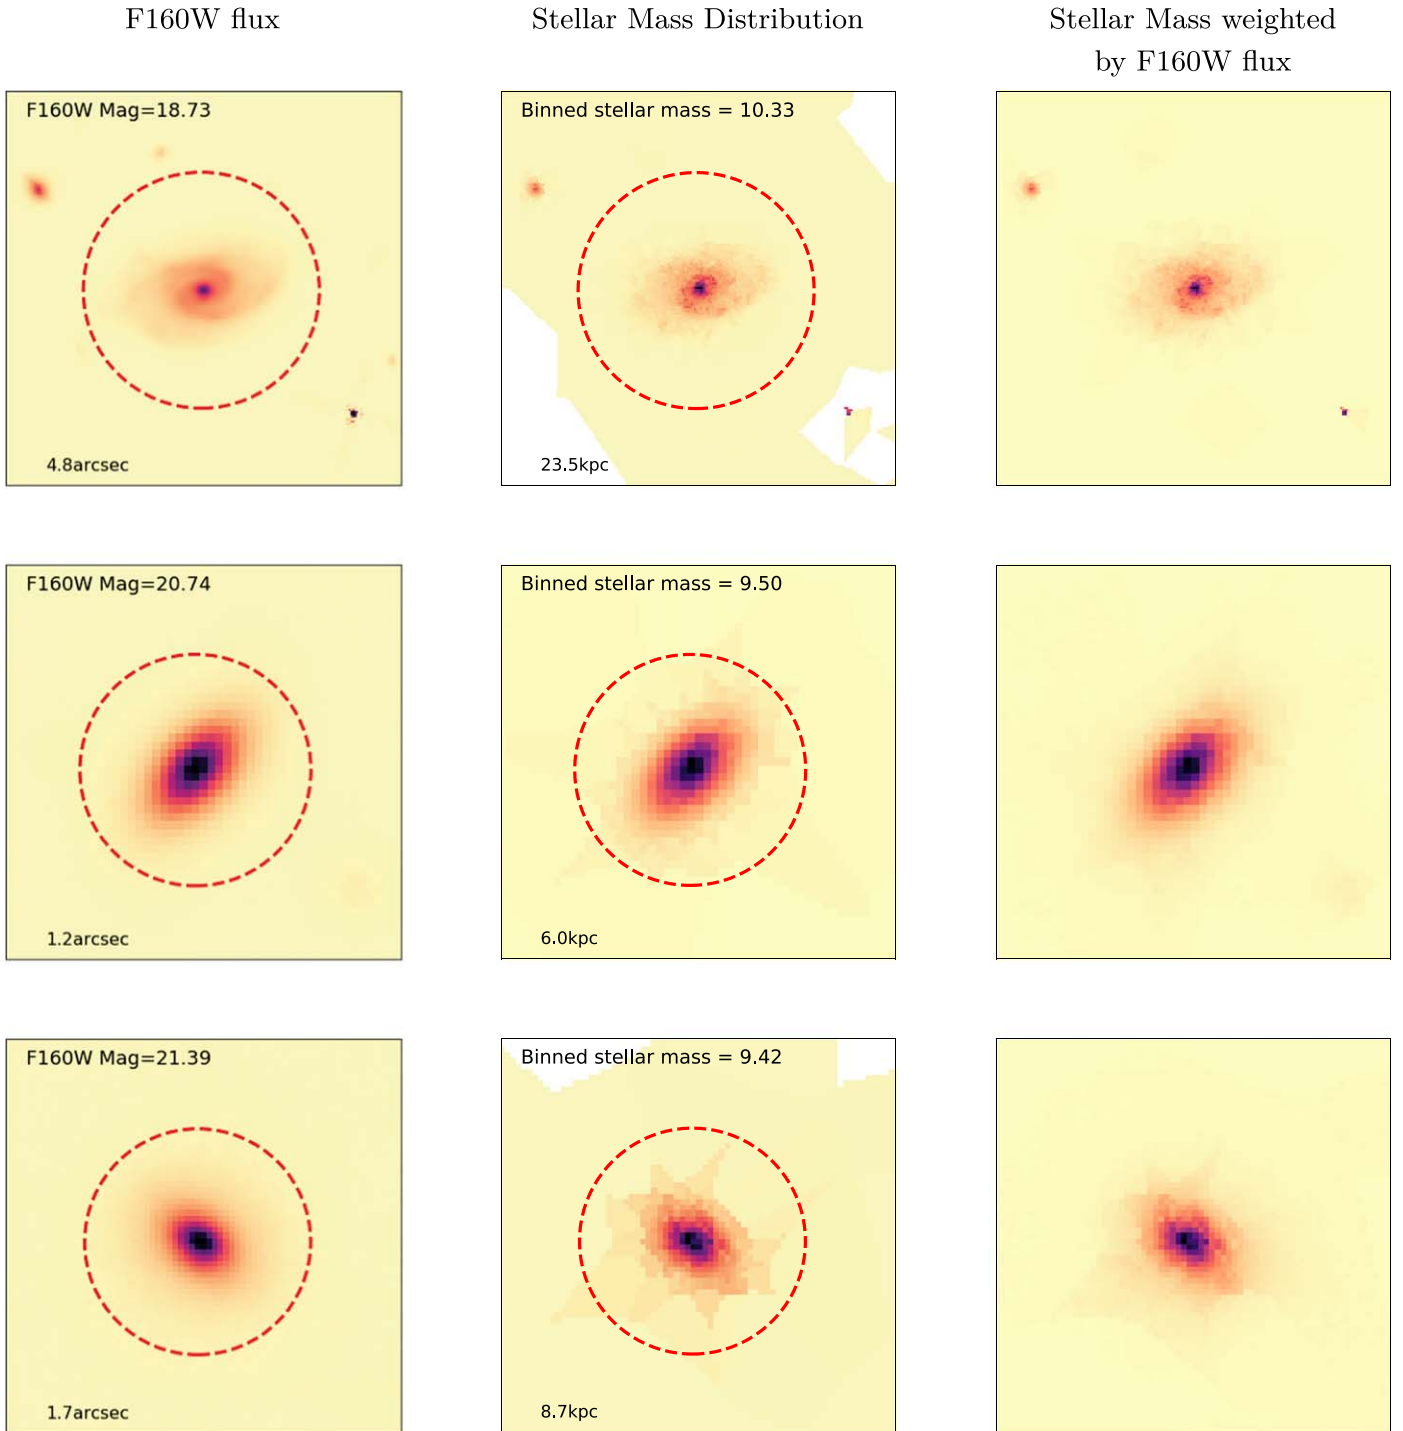 F160W flux
Stellar Mass Distribution
Stellar Mass weighted
by F160W flux
F160W Mag=18.73
Binned stellar mass = 10.33
4.8arcsec
23.5kpc
F160W Mag=20.74
Binned stellar mass = 9.50
1.2arcsec
6.0kpc
F160W Mag=21.39
Binned stellar mass = 9.42
1.7arcsec
8.7kpc